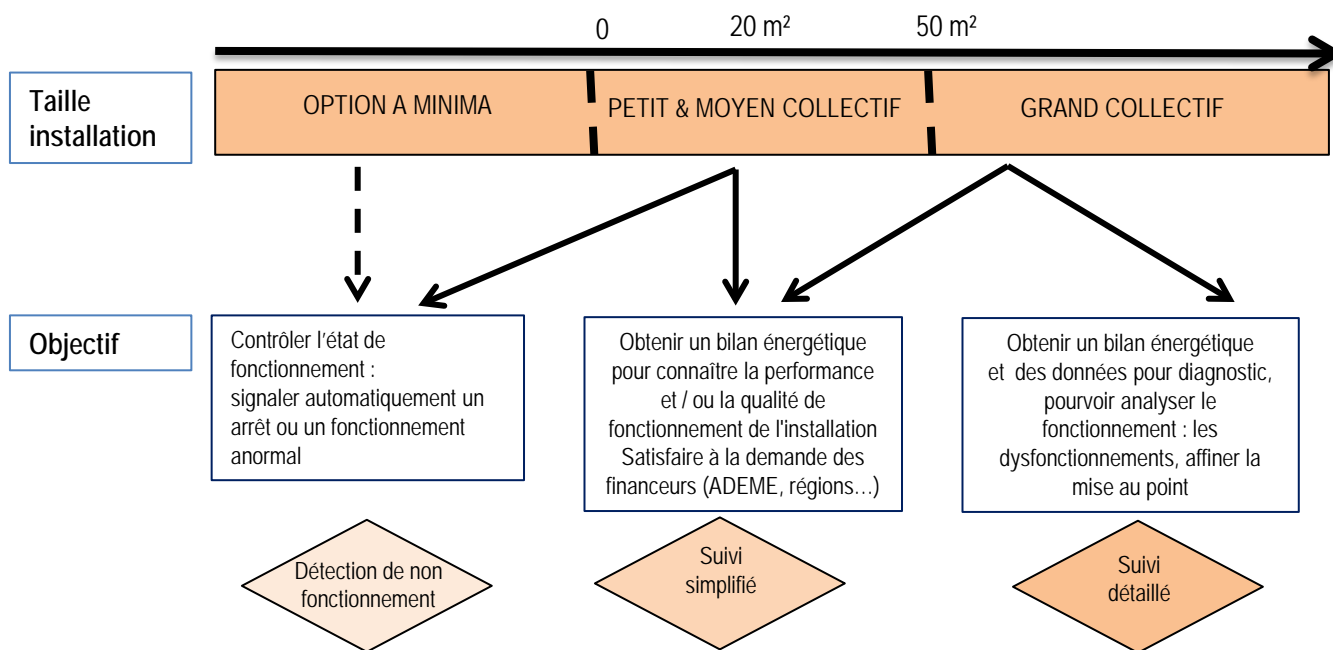 0 20 m² 50 m²
Taille
installation
OPTION A MINIMA
PETIT & MOYEN COLLECTIF
GRAND COLLECTIF
Objectif
Contrôler l'état de
fonctionnement :
signaler automatiquement un
arrêt ou un fonctionnement
anormal
Obtenir un bilan énergétique
pour connaître la performance
et / ou la qualité de
fonctionnement de l'installation
Satisfaire à la demande des
financeurs (ADEME, régions…)
Obtenir un bilan énergétique
et des données pour diagnostic,
pourvoir analyser le
fonctionnement : les
dysfonctionnements, affiner la
mise au point
Détection de non
fonctionnement
Suivi
simplifié
Suivi
détaillé